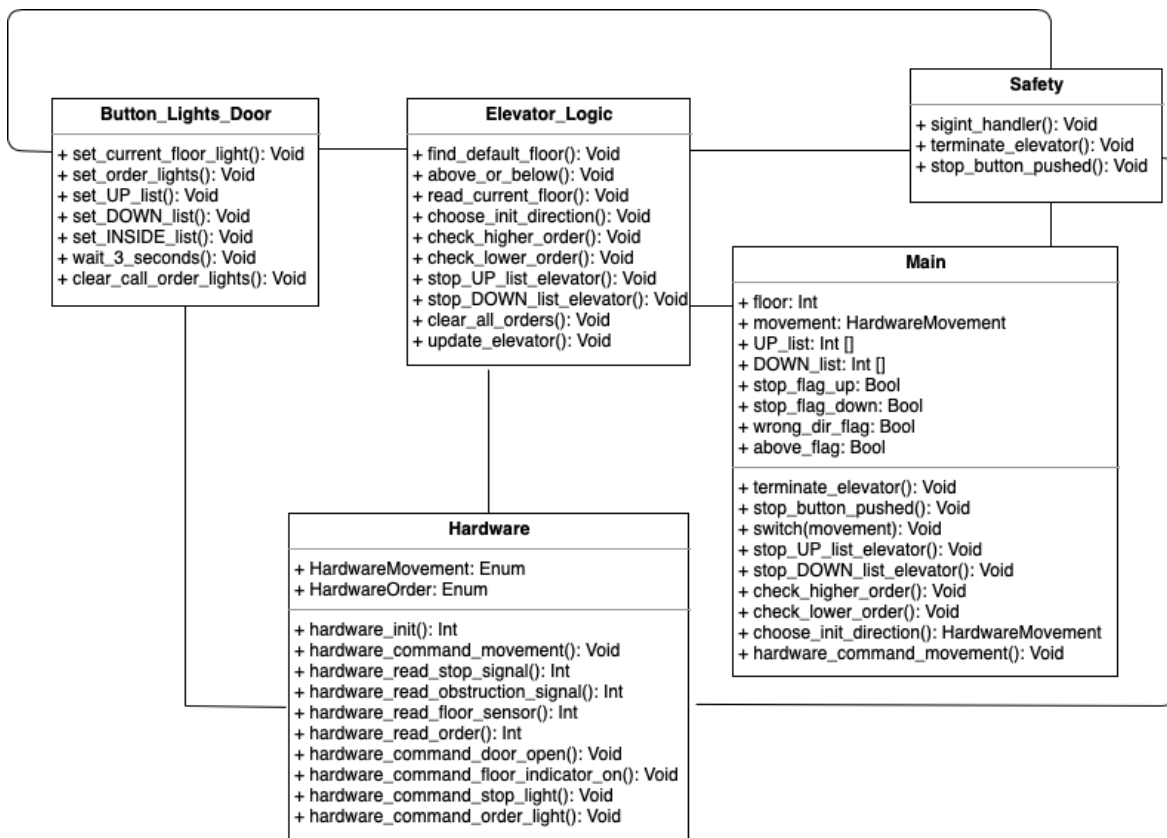 Button_Lights_Door
+ set_current_floor_light(): Void
+ set_order_lights(): Void
+ set_UP_list(): Void
+ set_DOWN_list(): Void
+ set_INSIDE_list(): Void
+ wait_3_seconds(): Void
+ clear_call_order_lights(): Void
Elevator_Logic
+ find_default_floor(): Void
+ above_or_below(): Void
+ read_current_floor(): Void
+ choose_init_direction(): Void
+ check_higher_order(): Void
+ check_lower_order(): Void
+ stop_UP_list_elevator(): Void
+ stop_DOWN_list_elevator(): Void
+ clear_all_orders(): Void
+ update_elevator(): Void
Safety
+ sigint_handler(): Void
+ terminate_elevator(): Void
+ stop_button_pushed(): Void
Main
+ floor: Int
+ movement: HardwareMovement
+ UP_list: Int []
+ DOWN_list: Int []
+ stop_flag_up: Bool
+ stop_flag_down: Bool
+ wrong_dir_flag: Bool
+ above_flag: Bool
+ terminate_elevator(): Void
+ stop_button_pushed(): Void
+ switch(movement): Void
+ stop_UP_list_elevator(): Void
+ stop_DOWN_list_elevator(): Void
+ check_higher_order(): Void
+ check_lower_order(): Void
+ choose_init_direction(): HardwareMovement
+ hardware_command_movement(): Void
Hardware
+ HardwareMovement: Enum
+ HardwareOrder: Enum
+ hardware_init(): Int
+ hardware_command_movement(): Void
+ hardware_read_stop_signal(): Int
+ hardware_read_obstruction_signal(): Int
+ hardware_read_floor_sensor(): Int
+ hardware_read_order(): Int
+ hardware_command_door_open(): Void
+ hardware_command_floor_indicator_on(): Void
+ hardware_command_stop_light(): Void
+ hardware_command_order_light(): Void